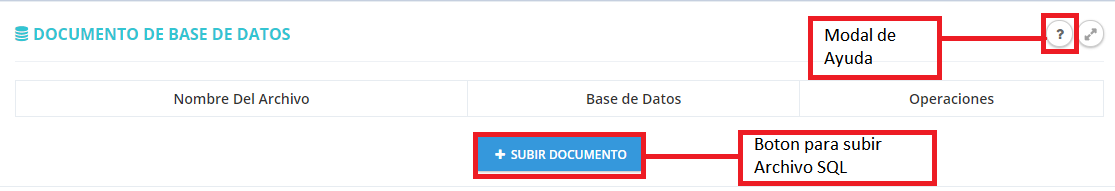 DOCUMENTO DE BASE DE DATOS
Modal de
Ayuda
?
Nombre Del Archivo Base de Datos Operaciones
+ SUBIR DOCUMENTO
Boton para subir
Archivo SQL